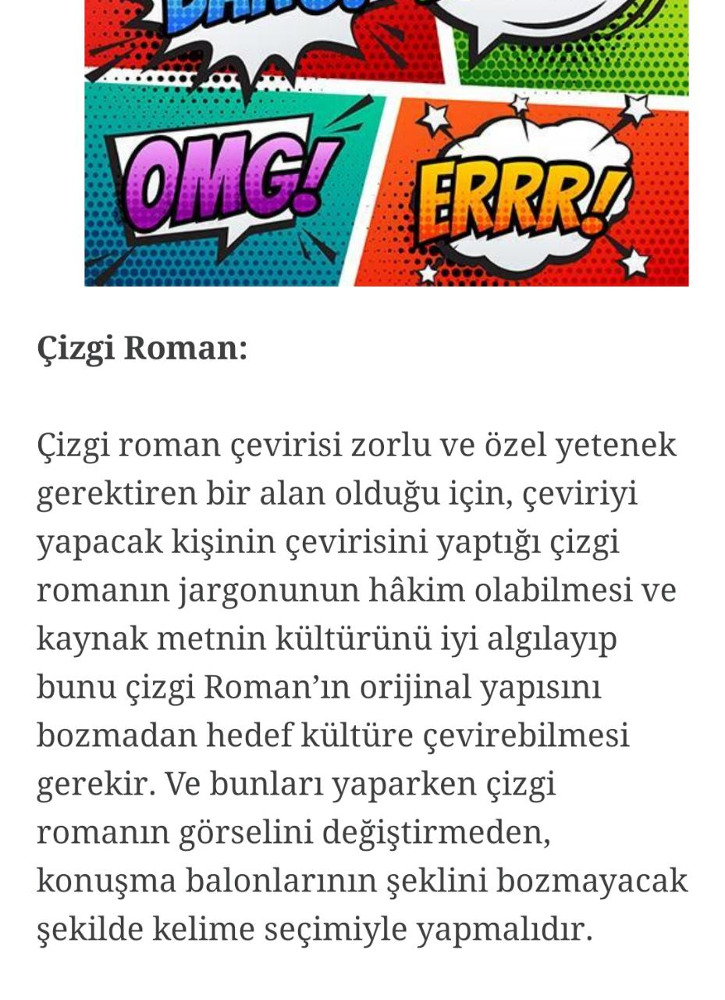 OMG!
ERRR!
Çizgi Roman:
Çizgi roman çevirisi zorlu ve özel yetenek
gerektiren bir alan olduğu için, çeviriyi
yapacak kişinin çevirisini yaptığı çizgi
romanın jargonunun hâkim olabilmesi ve
kaynak metnin kültürünü iyi algılayıp
bunu çizgi Roman’ın orijinal yapısını
bozmadan hedef kültüre çevirebilmesi
gerekir. Ve bunları yaparken çizgi
romanın görselini değiştirmeden,
konuşma balonlarının şeklini bozmayacak
şekilde kelime seçimiyle yapmalıdır.